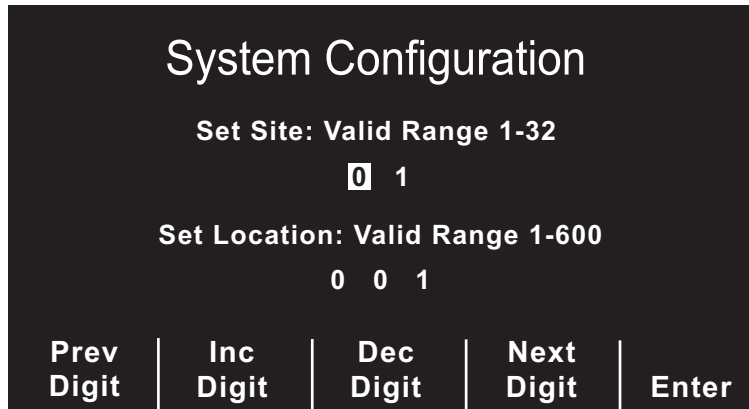 System Configuration
Set Site: Valid Range 1-32
0 1
Set Location: Valid Range 1-600
0 0 1
Prev Inc Dec Next
Digit Digit Digit Digit Enter